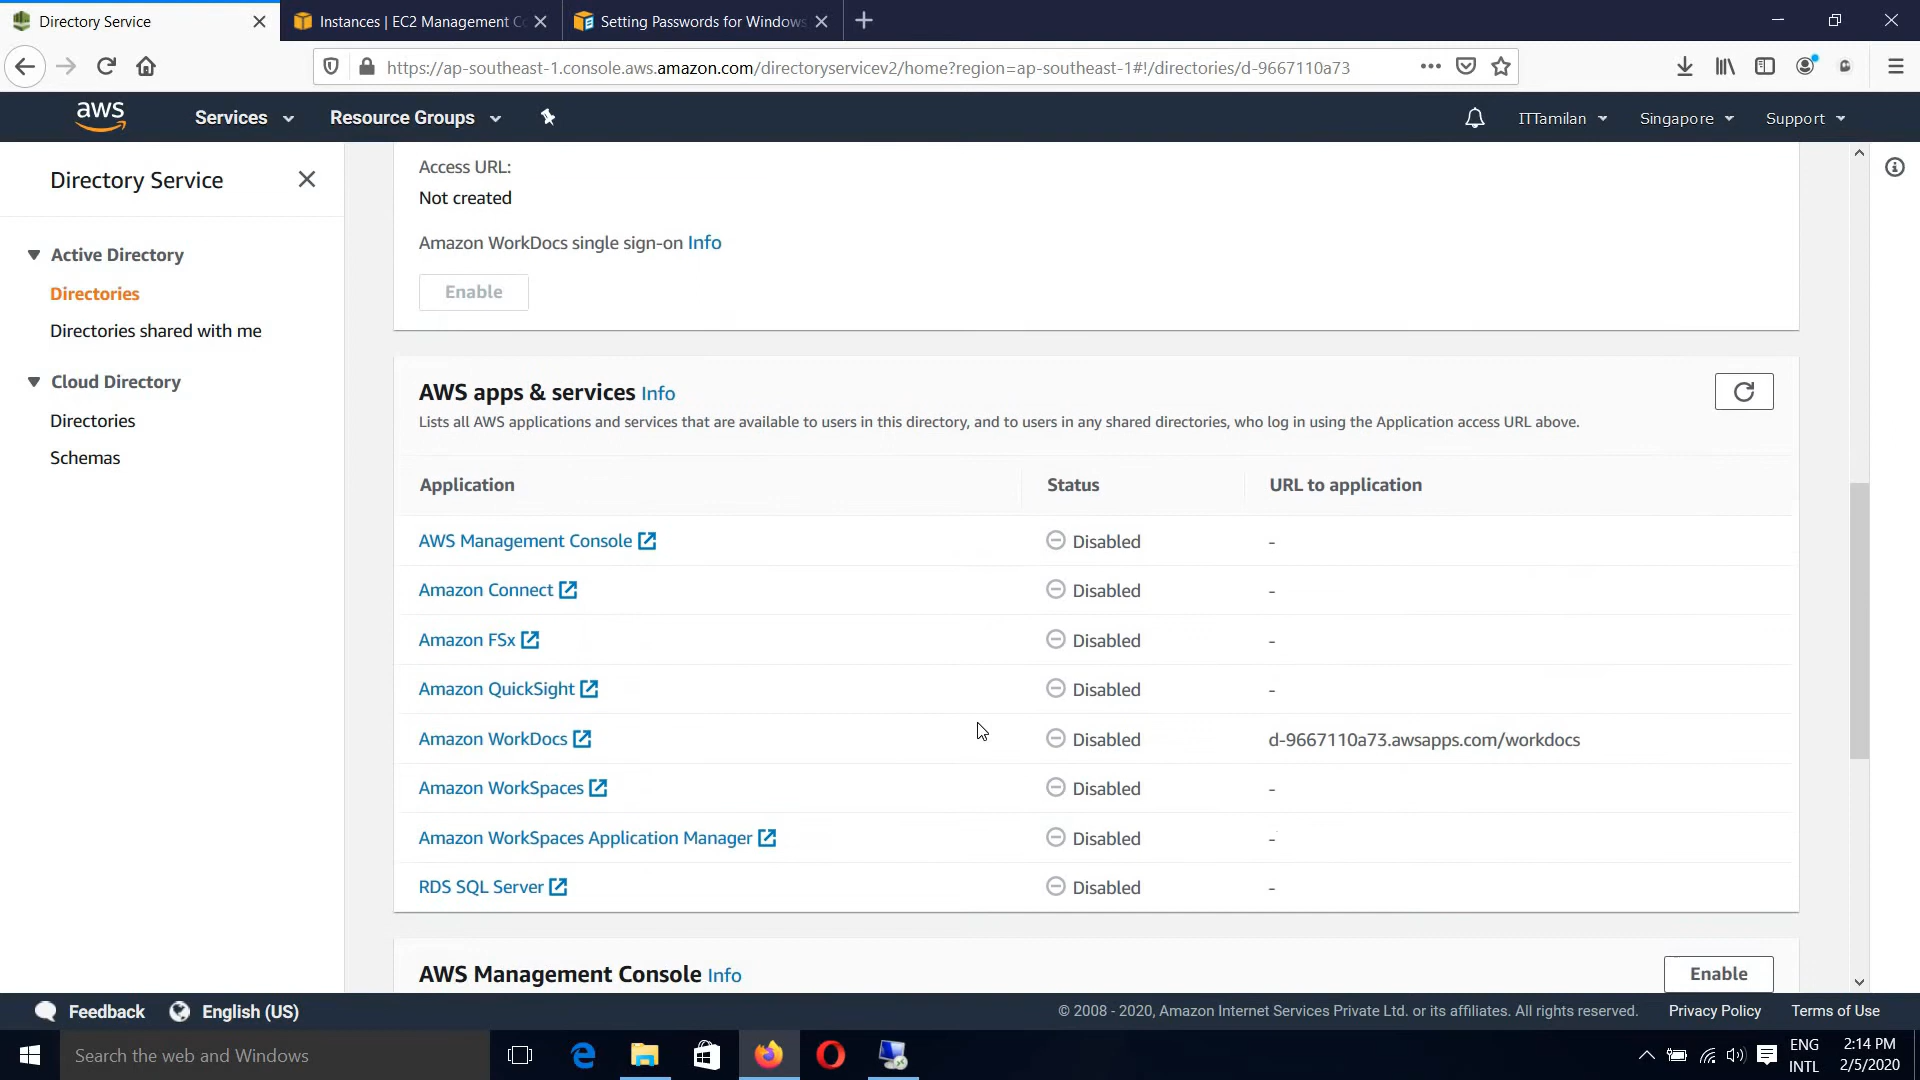 Directory Service
Instances | EC2 Management C
Setting Passwords for Windows
https://ap-southeast-1.console.aws.amazon.com/directoryservicev2/home?region=ap-southeast-1#!/directories/d-9667110a73
aws
Services
Resource Groups
ITTamilan
Singapore
Support
Directory Service
Active Directory
Directories
Directories shared with me
Cloud Directory
Directories
Schemas
Access URL:
Not created
Amazon WorkDocs single sign-on Info
Enable
AWS apps & services Info
Lists all AWS applications and services that are available to users in this directory, and to users in any shared directories, who log in using the Application access URL above.
Application Status URL to application
AWS Management Console Disabled -
Amazon Connect Disabled -
Amazon FSx Disabled -
Amazon QuickSight Disabled -
Amazon WorkDocs Disabled d-9667110a73.awsapps.com/workdocs
Amazon WorkSpaces Disabled -
Amazon WorkSpaces Application Manager Disabled -
RDS SQL Server Disabled -
AWS Management Console Info
Enable
Feedback
English (US)
© 2008 - 2020, Amazon Internet Services Private Ltd. or its affiliates. All rights reserved.
Privacy Policy
Terms of Use
Search the web and Windows
ENG
INTL
2:14 PM
2/5/2020